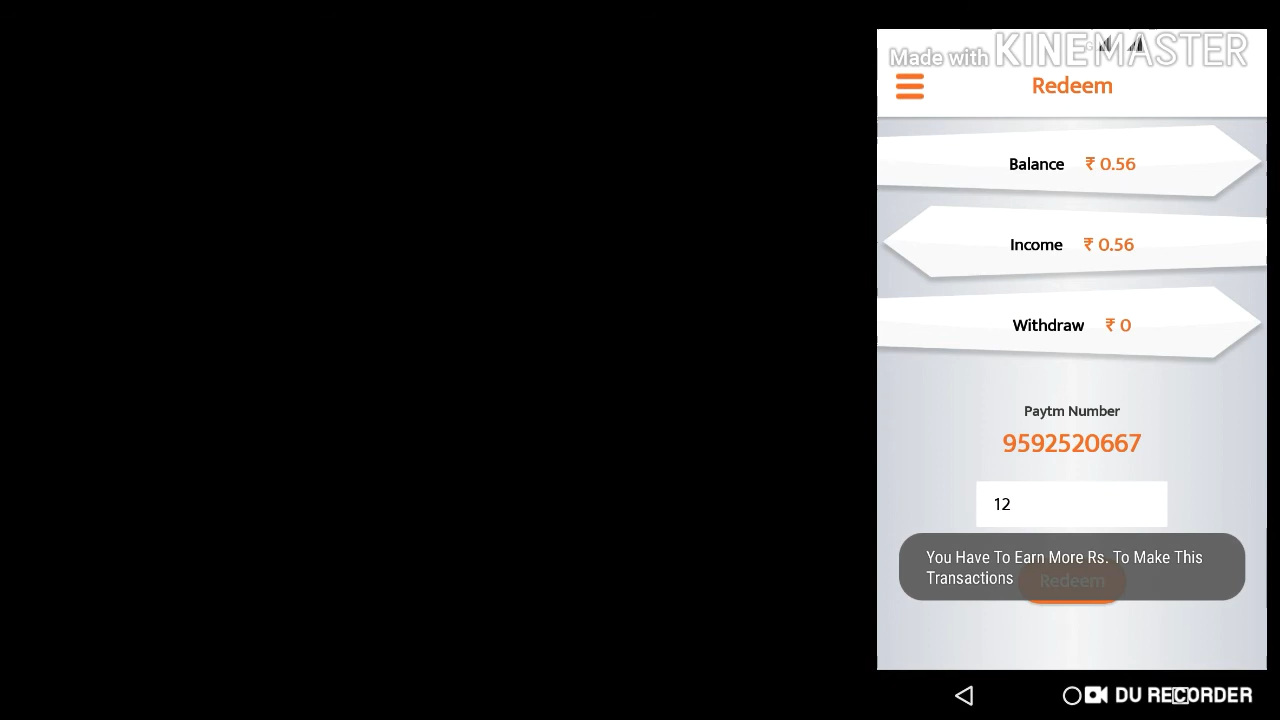 Made with KINEMASTER
Redeem
Balance ₹ 0.56
Income ₹ 0.56
Withdraw ₹ 0
Paytm Number
9592520667
12
You Have To Earn More Rs. To Make This
Transactions
Redeem
DU RECORDER